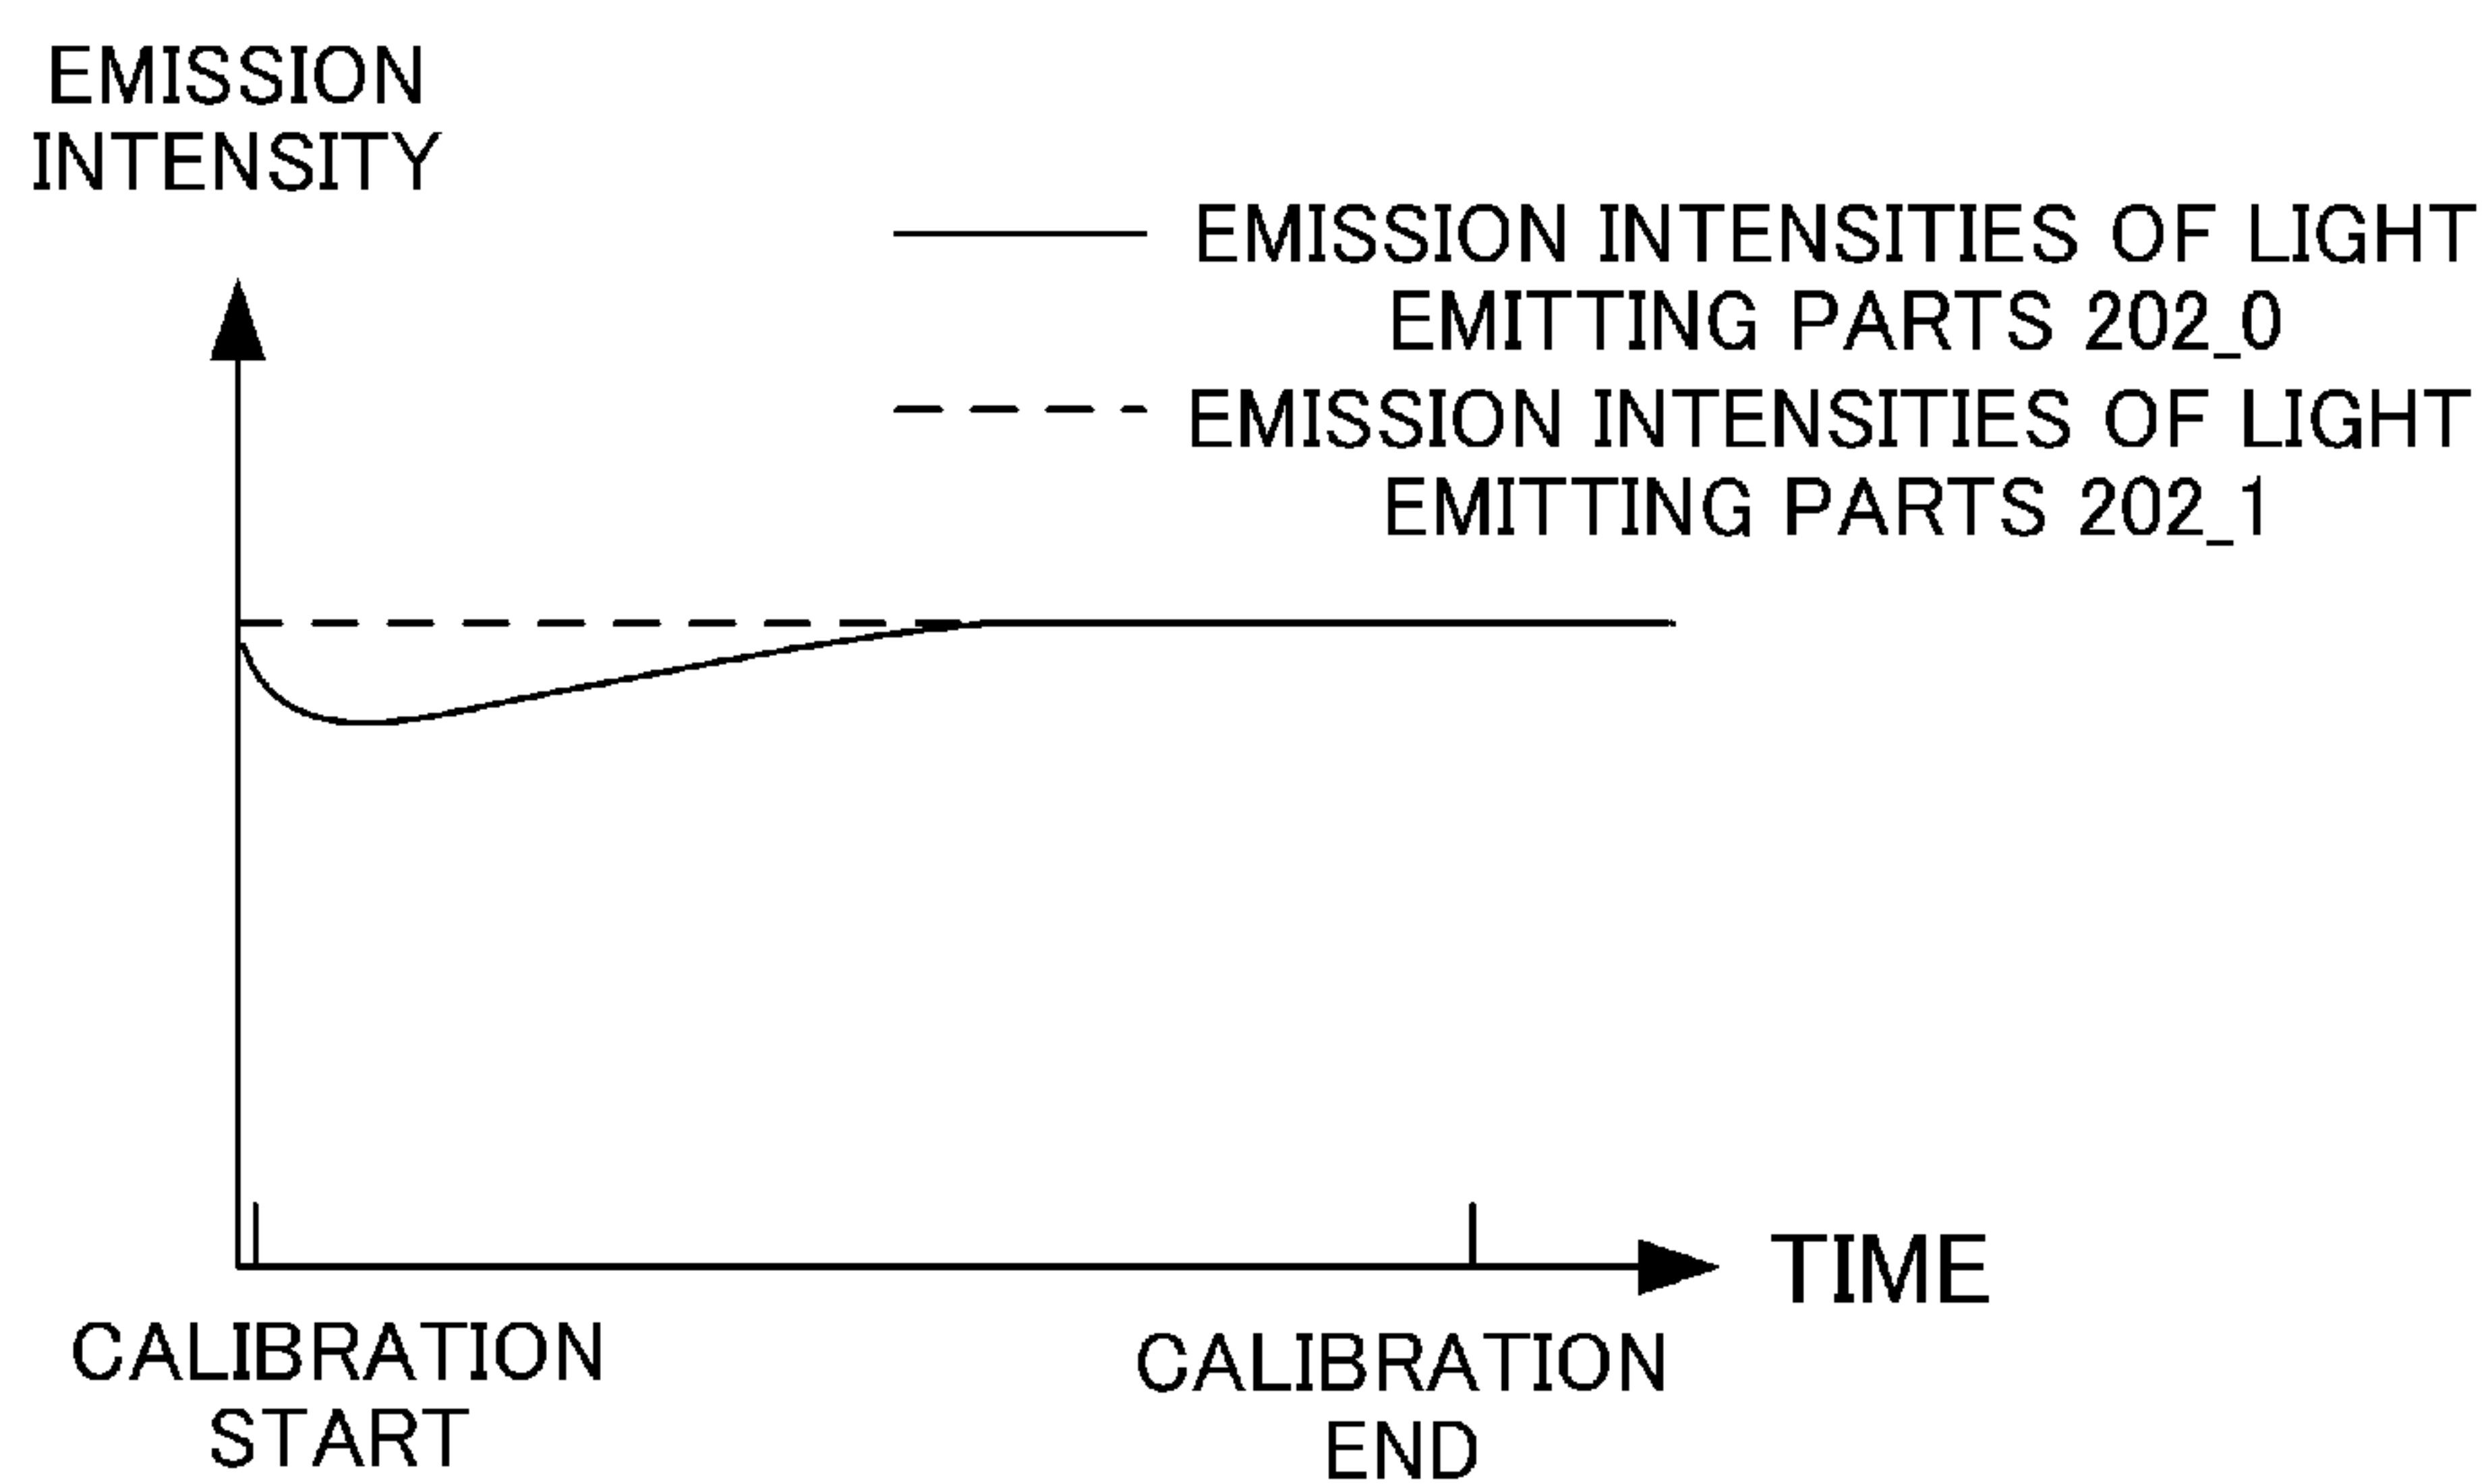 EMISSION
INTENSITY
EMISSION INTENSITIES OF LIGHT
EMITTING PARTS 202_0
EMISSION INTENSITIES OF LIGHT
EMITTING PARTS 202_1
TIME
CALIBRATION
START
CALIBRATION
END